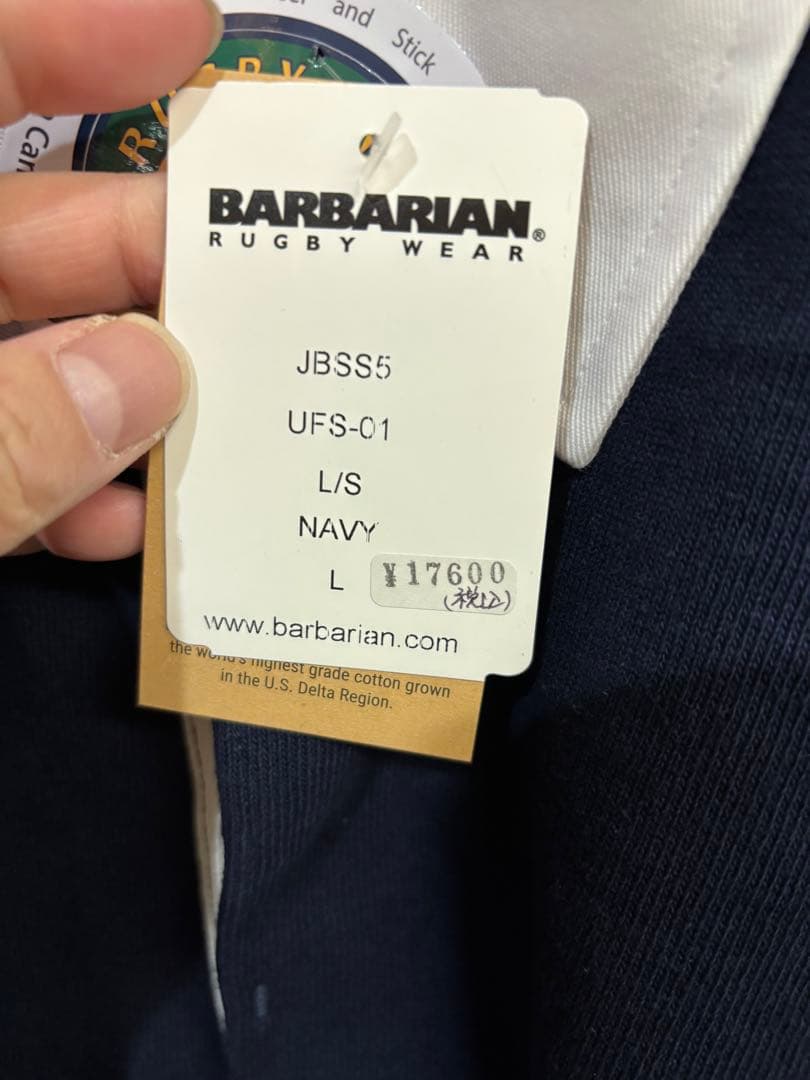 and Stick
RUGBY
BARBARIAN®
RUGBY WEAR
JBSS5
UFS-01
L/S
NAVY
L
¥17600
(税込)
www.barbarian.com
the world's highest grade cotton grown
in the U.S. Delta Region.